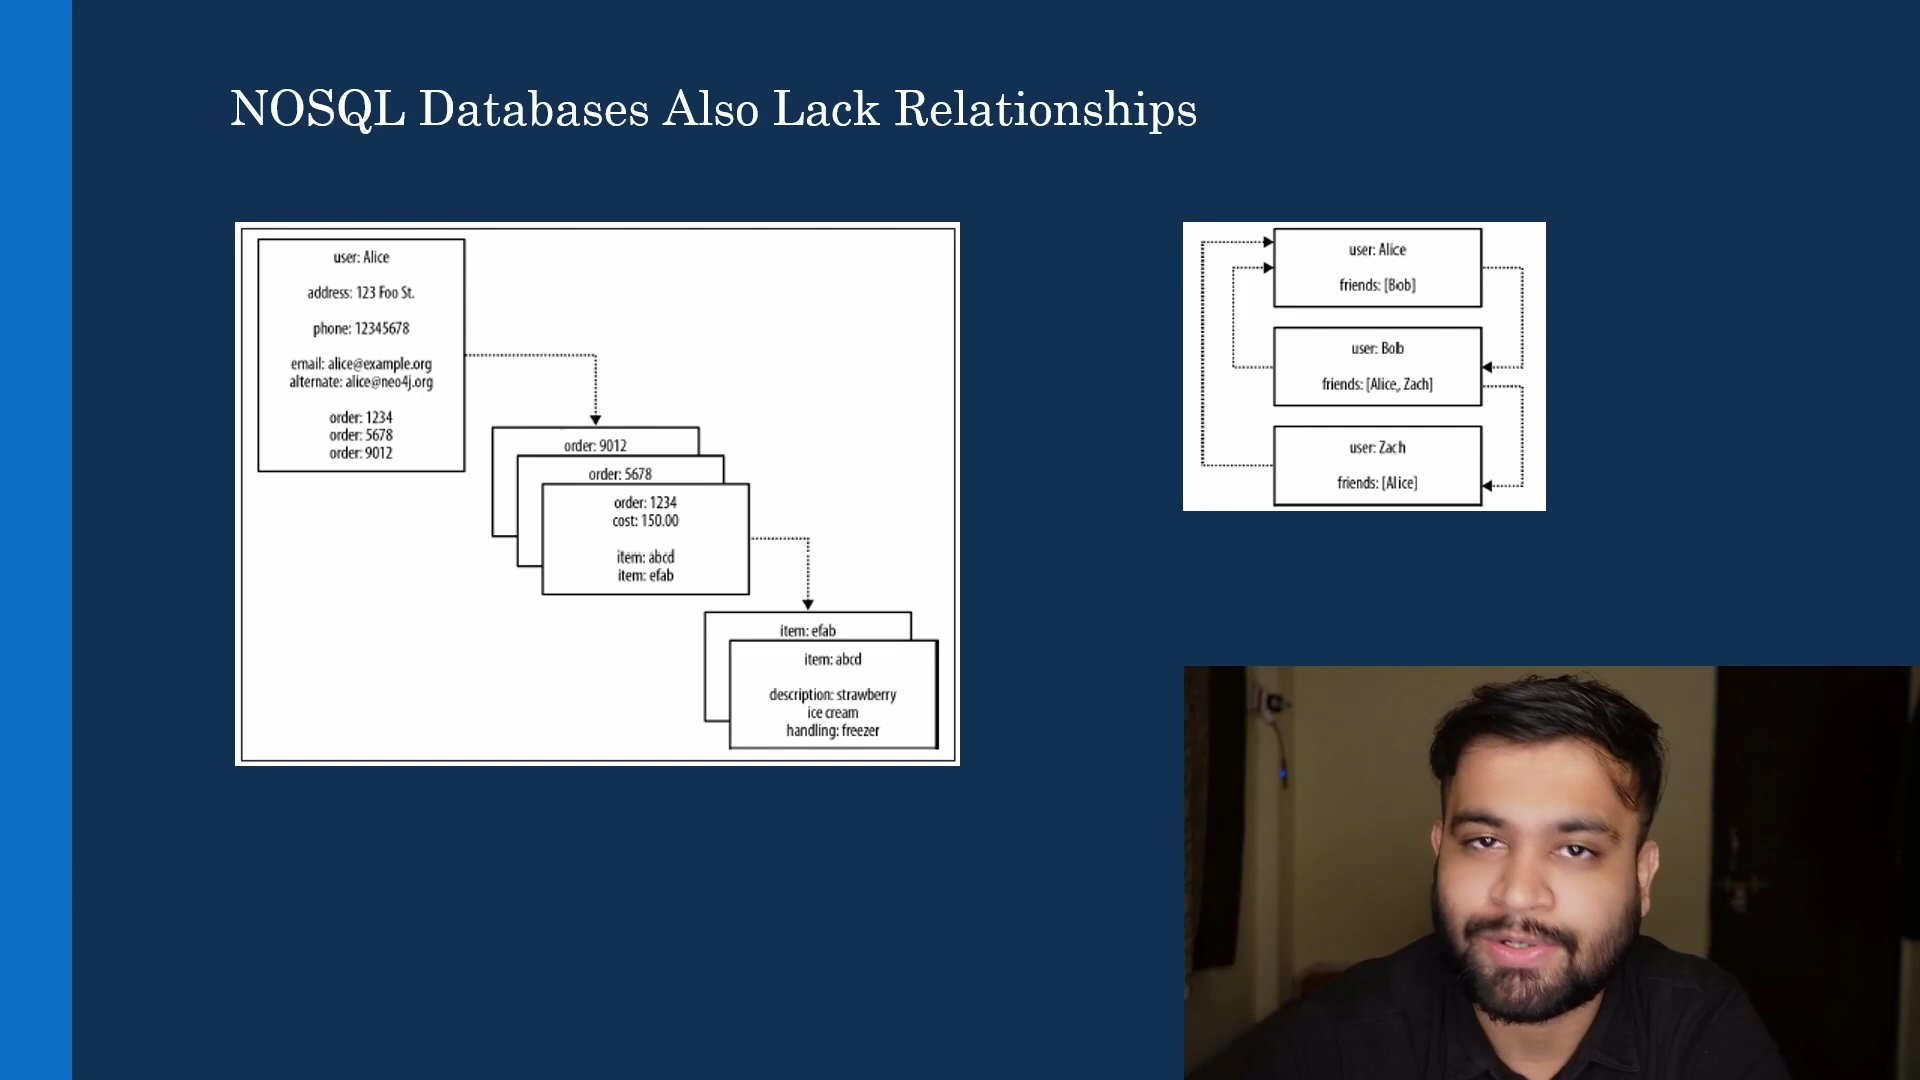 NOSQL Databases Also Lack Relationships
user: Alice
address: 123 Foo St.
phone: 12345678
email: alice@example.org
alternate: alice@neo4j.org
order: 1234
order: 5678
order: 9012
order: 9012
order: 5678
order: 1234
cost: 150.00
item: abcd
item: efab
item: efab
item: abcd
description: strawberry
ice cream
handling: freezer
user: Alice
friends: [Bob]
user: Bob
friends: [Alice, Zach]
user: Zach
friends: [Alice]